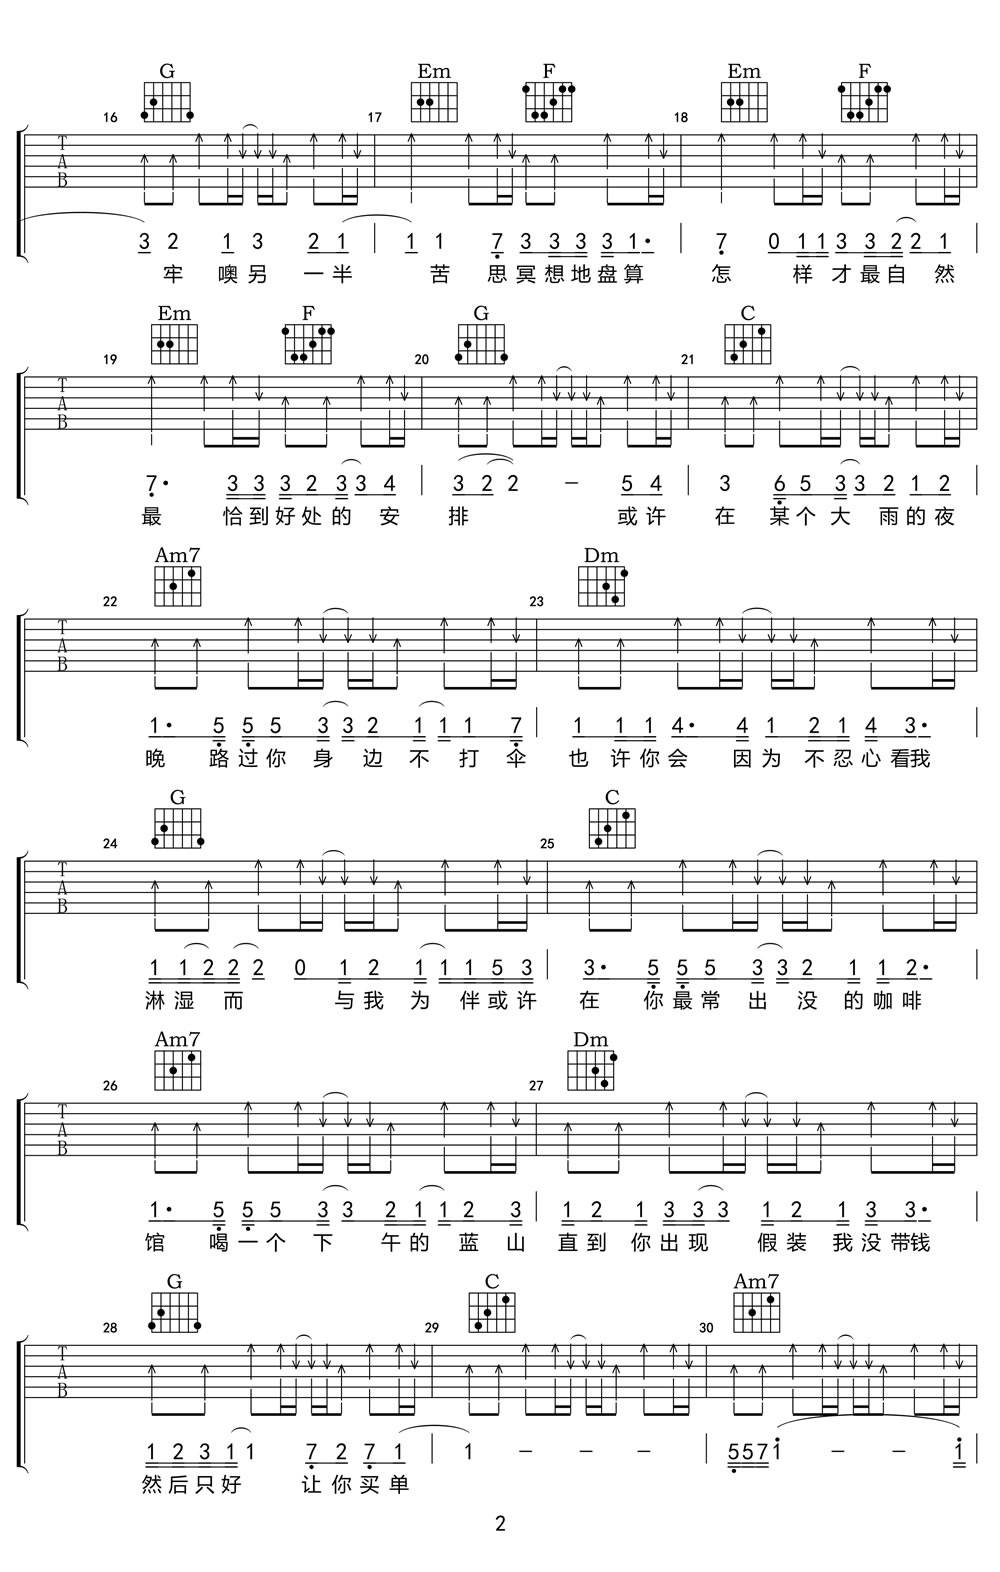 G Em F Em F
16 17 18
T
A
B
3 2 1 3 2 1 1 1 7 3 3 3 3 1· 7 0 1 1 3 3 2 2 1
牢 噢 另 一 半 苦 思 冥 想 地 盘 算 怎 样 才 最 自 然
Em F G C
19 20 21
T
A
B
7· 3 3 3 2 3 3 4 3 2 2 – 5 4 3 6 5 3 3 2 1 2
最 恰 到 好 处 的 安 排 或 许 在 某 个 大 雨 的 夜
Am7 Dm
22 23
T
A
B
1· 5 5 5 3 3 2 1 1 1 7 1 1 1 4· 4 1 2 1 4 3·
晚 路 过 你 身 边 不 打 伞 也 许 你 会 因 为 不 忍 心 看 我
G C
24 25
T
A
B
1 1 2 2 2 0 1 2 1 1 1 5 3 3· 5 5 5 3 3 2 1 1 2·
淋 湿 而 与 我 为 伴 或 许 在 你 最 常 出 没 的 咖 啡
Am7 Dm
26 27
T
A
B
1· 5 5 5 3 3 2 1 1 2 3 1 2 1 3 3 3 1 2 1 3 3·
馆 喝 一 个 下 午 的 蓝 山 直 到 你 出 现 假 装 我 没 带 钱
G C Am7
28 29 30
T
A
B
1 2 3 1 1 7 2 7 1 1 – – – 5 5 7 1 – – 1
然 后 只 好 让 你 买 单
2